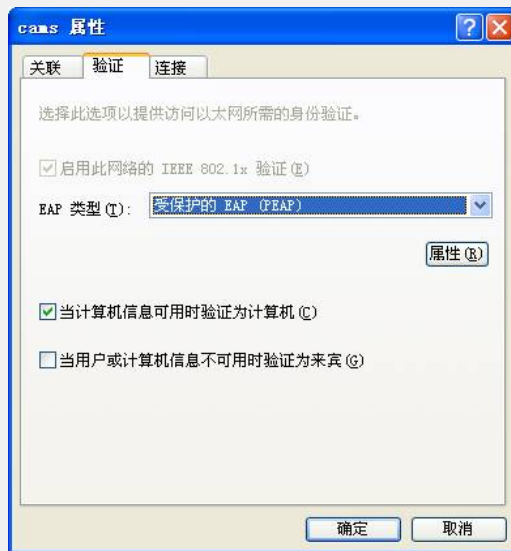 cams 属性
关联 验证 连接
选择此选项以提供访问以太网所需的身份验证。
启用此网络的 IEEE 802.1x 验证(E)
EAP 类型(T): 受保护的 EAP (PEAP)
属性(R)
当计算机信息可用时验证为计算机(C)
当用户或计算机信息不可用时验证为来宾(G)
确定 取消